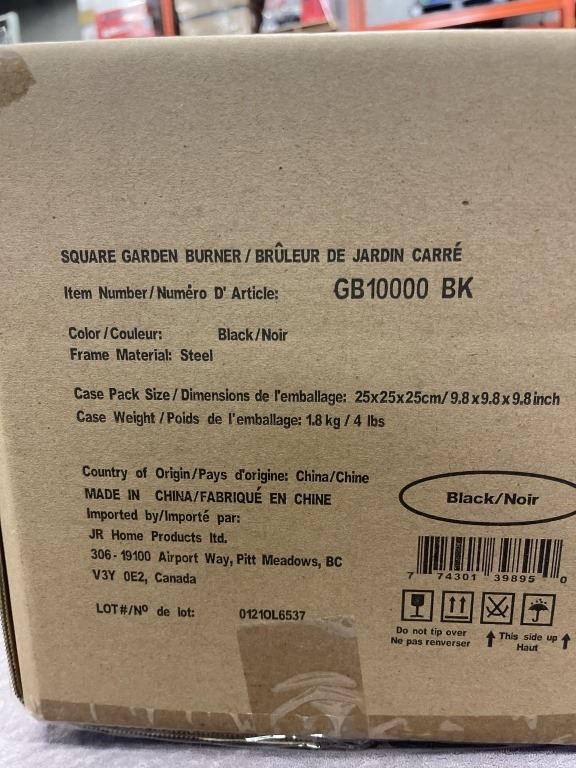 SQUARE GARDEN BURNER / BRÛLEUR DE JARDIN CARRÉ
Item Number / Numéro D' Article: GB10000 BK
Color / Couleur: Black/Noir
Frame Material: Steel
Case Pack Size / Dimensions de l'emballage: 25x25x25cm/ 9.8 x 9.8 x 9.8 inch
Case Weight / Poids de l'emballage: 1.8 kg / 4 lbs
Country of Origin/Pays d'origine: China/Chine
MADE IN CHINA/FABRIQUÉ EN CHINE
Imported by/Importé par:
JR Home Products ltd.
306 - 19100 Airport Way, Pitt Meadows, BC
V3Y 0E2, Canada
LOT#/Nº de lot: 01210L6537
Black/Noir
7 74301 39895 0
Do not tip over
Ne pas renverser
This side up
Haut